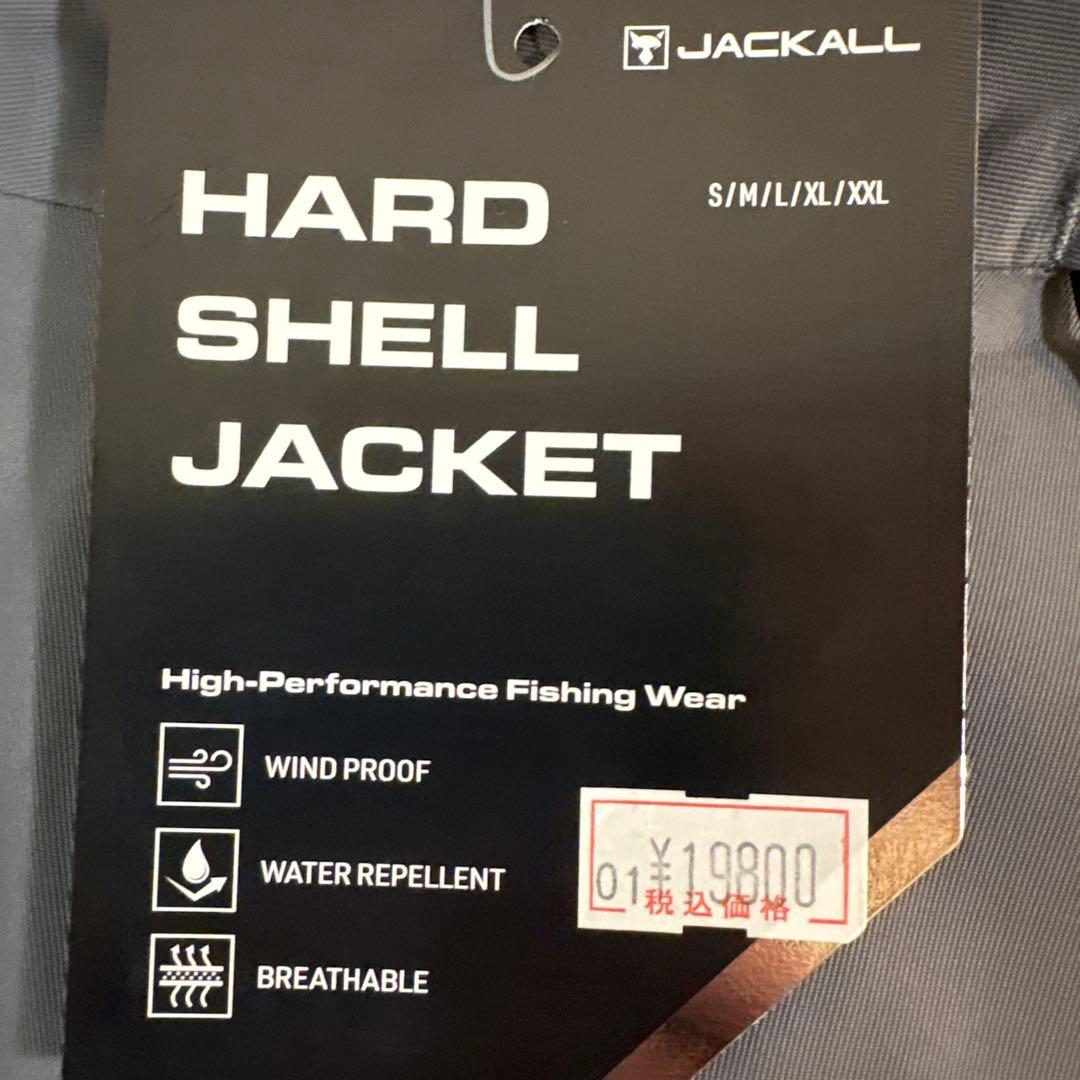 JACKALL
S/M/L/XL/XXL
HARD
SHELL
JACKET
High-Performance Fishing Wear
WIND PROOF
WATER REPELLENT
BREATHABLE
01 ¥19800
税込価格